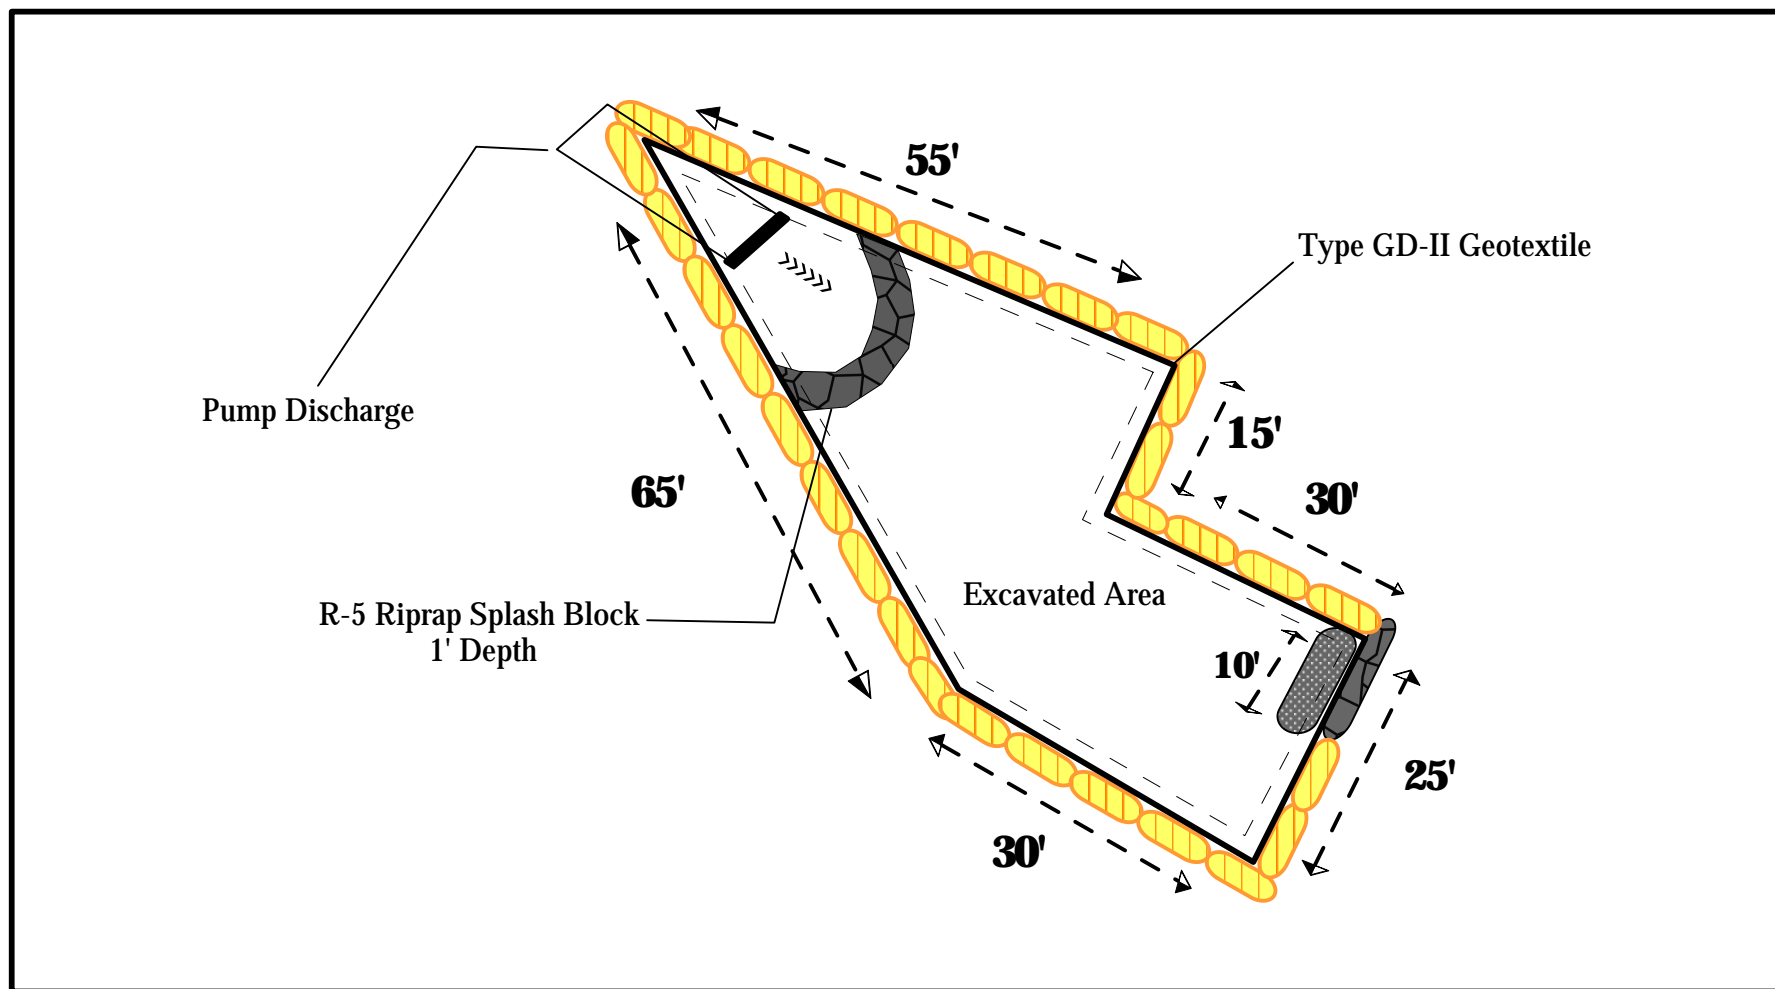 55'
Type GD-II Geotextile
Pump Discharge
15'
65'
30'
Excavated Area
R-5 Riprap Splash Block
1' Depth
10'
25'
30'